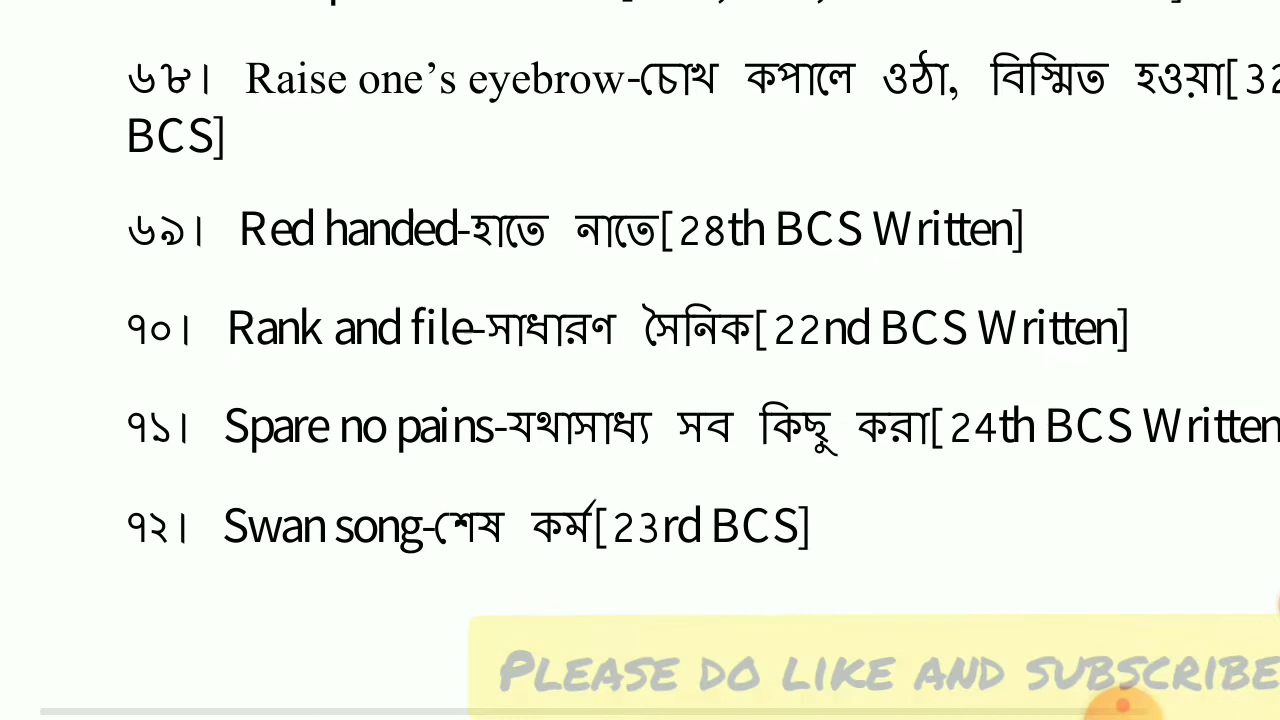 ৬৮। Raise one’s eyebrow-চোখ কপালে ওঠা, বিস্মিত হওয়া[32
BCS]
৬৯। Red handed-হাতে নাতে[28th BCS Written]
৭০। Rank and file-সাধারণ সৈনিক[22nd BCS Written]
৭১। Spare no pains-যথাসাধ্য সব কিছু করা[24th BCS Written
৭২। Swan song-শেষ কর্ম[23rd BCS]
PLEASE DO LIKE AND SUBSCRIBE